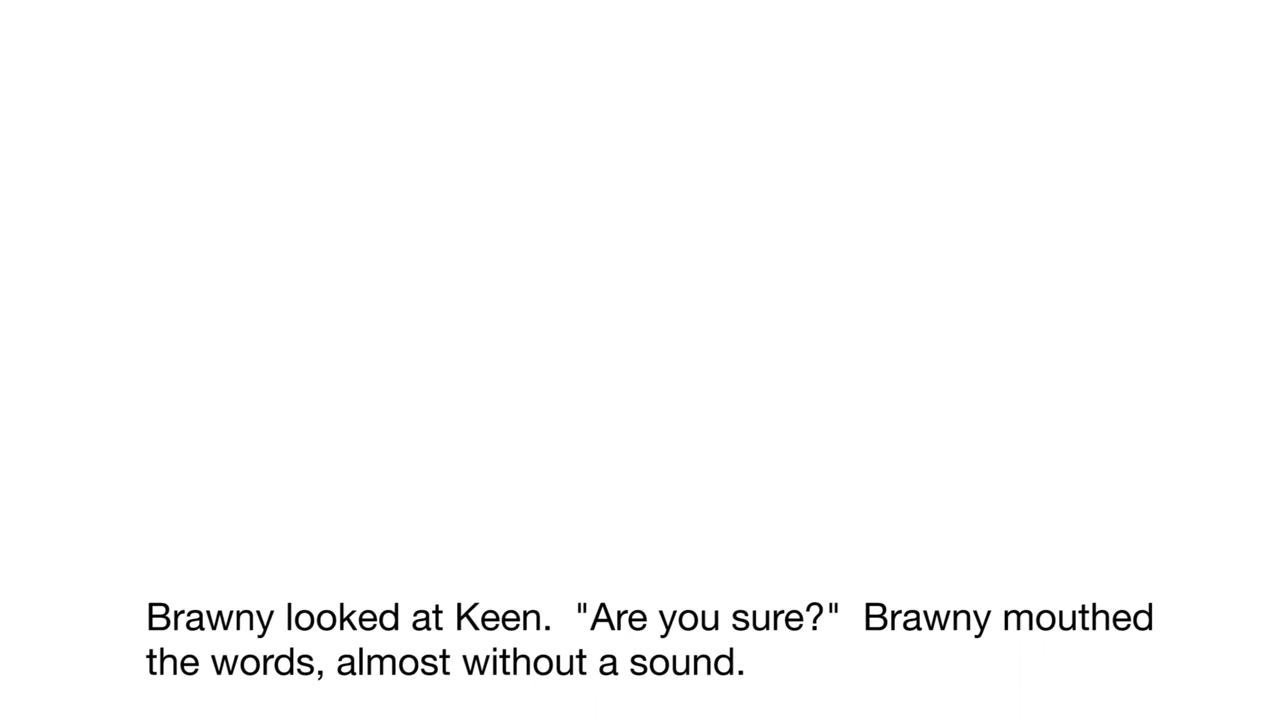 Brawny looked at Keen.  "Are you sure?"  Brawny mouthed
the words, almost without a sound.